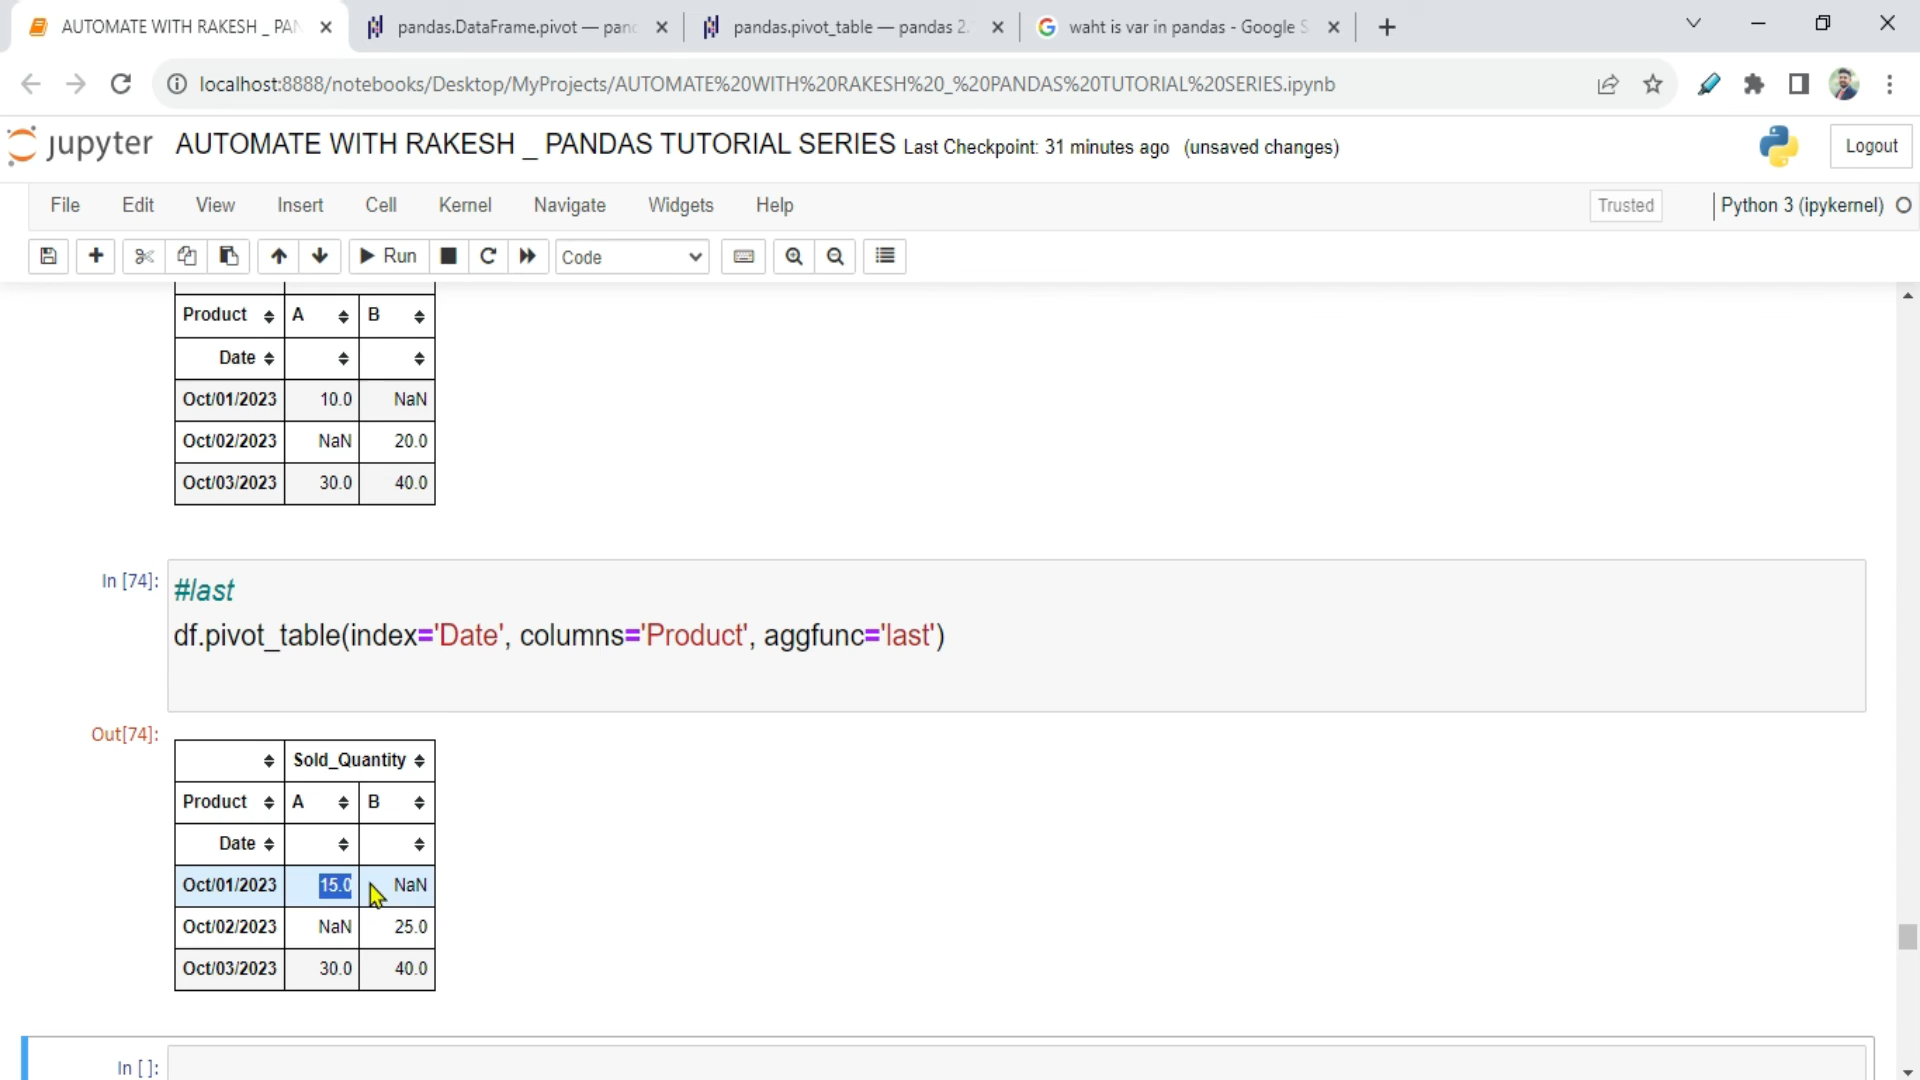 AUTOMATE WITH RAKESH _ PAN
pandas.DataFrame.pivot — pand
pandas.pivot_table — pandas 2.
waht is var in pandas - Google S
localhost:8888/notebooks/Desktop/MyProjects/AUTOMATE%20WITH%20RAKESH%20_%20PANDAS%20TUTORIAL%20SERIES.ipynb
jupyter AUTOMATE WITH RAKESH _ PANDAS TUTORIAL SERIES Last Checkpoint: 31 minutes ago (unsaved changes)
Logout
File Edit View Insert Cell Kernel Navigate Widgets Help
Trusted Python 3 (ipykernel)
Run Code
Product A B
Date
Oct/01/2023 10.0 NaN
Oct/02/2023 NaN 20.0
Oct/03/2023 30.0 40.0
In [74]: #last
df.pivot_table(index='Date', columns='Product', aggfunc='last')
Out[74]:
Sold_Quantity
Product A B
Date
Oct/01/2023 15.0 NaN
Oct/02/2023 NaN 25.0
Oct/03/2023 30.0 40.0
In [ ]: